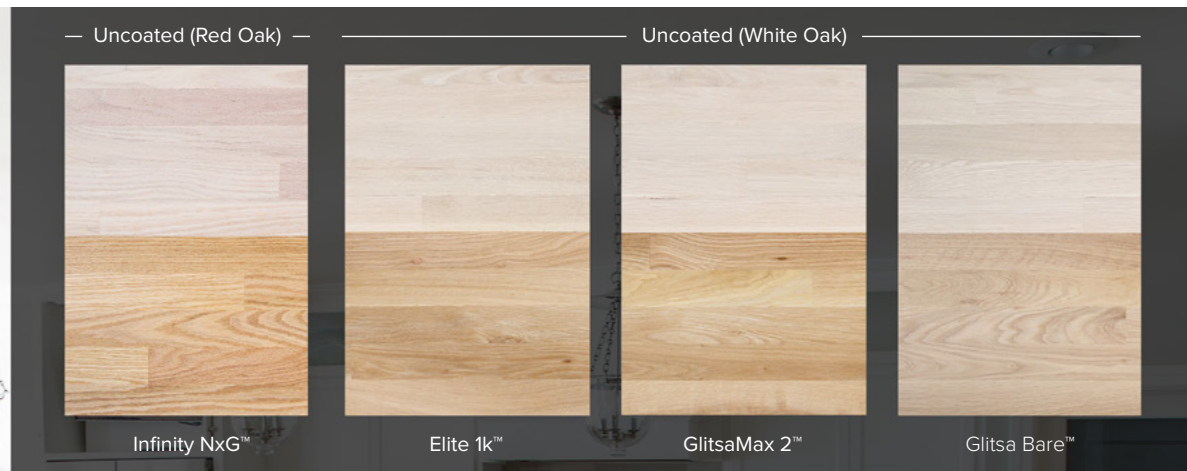 Uncoated (Red Oak)
Uncoated (White Oak)
Infinity NxG™
Elite 1k™
GlitsaMax 2™
Glitsa Bare™